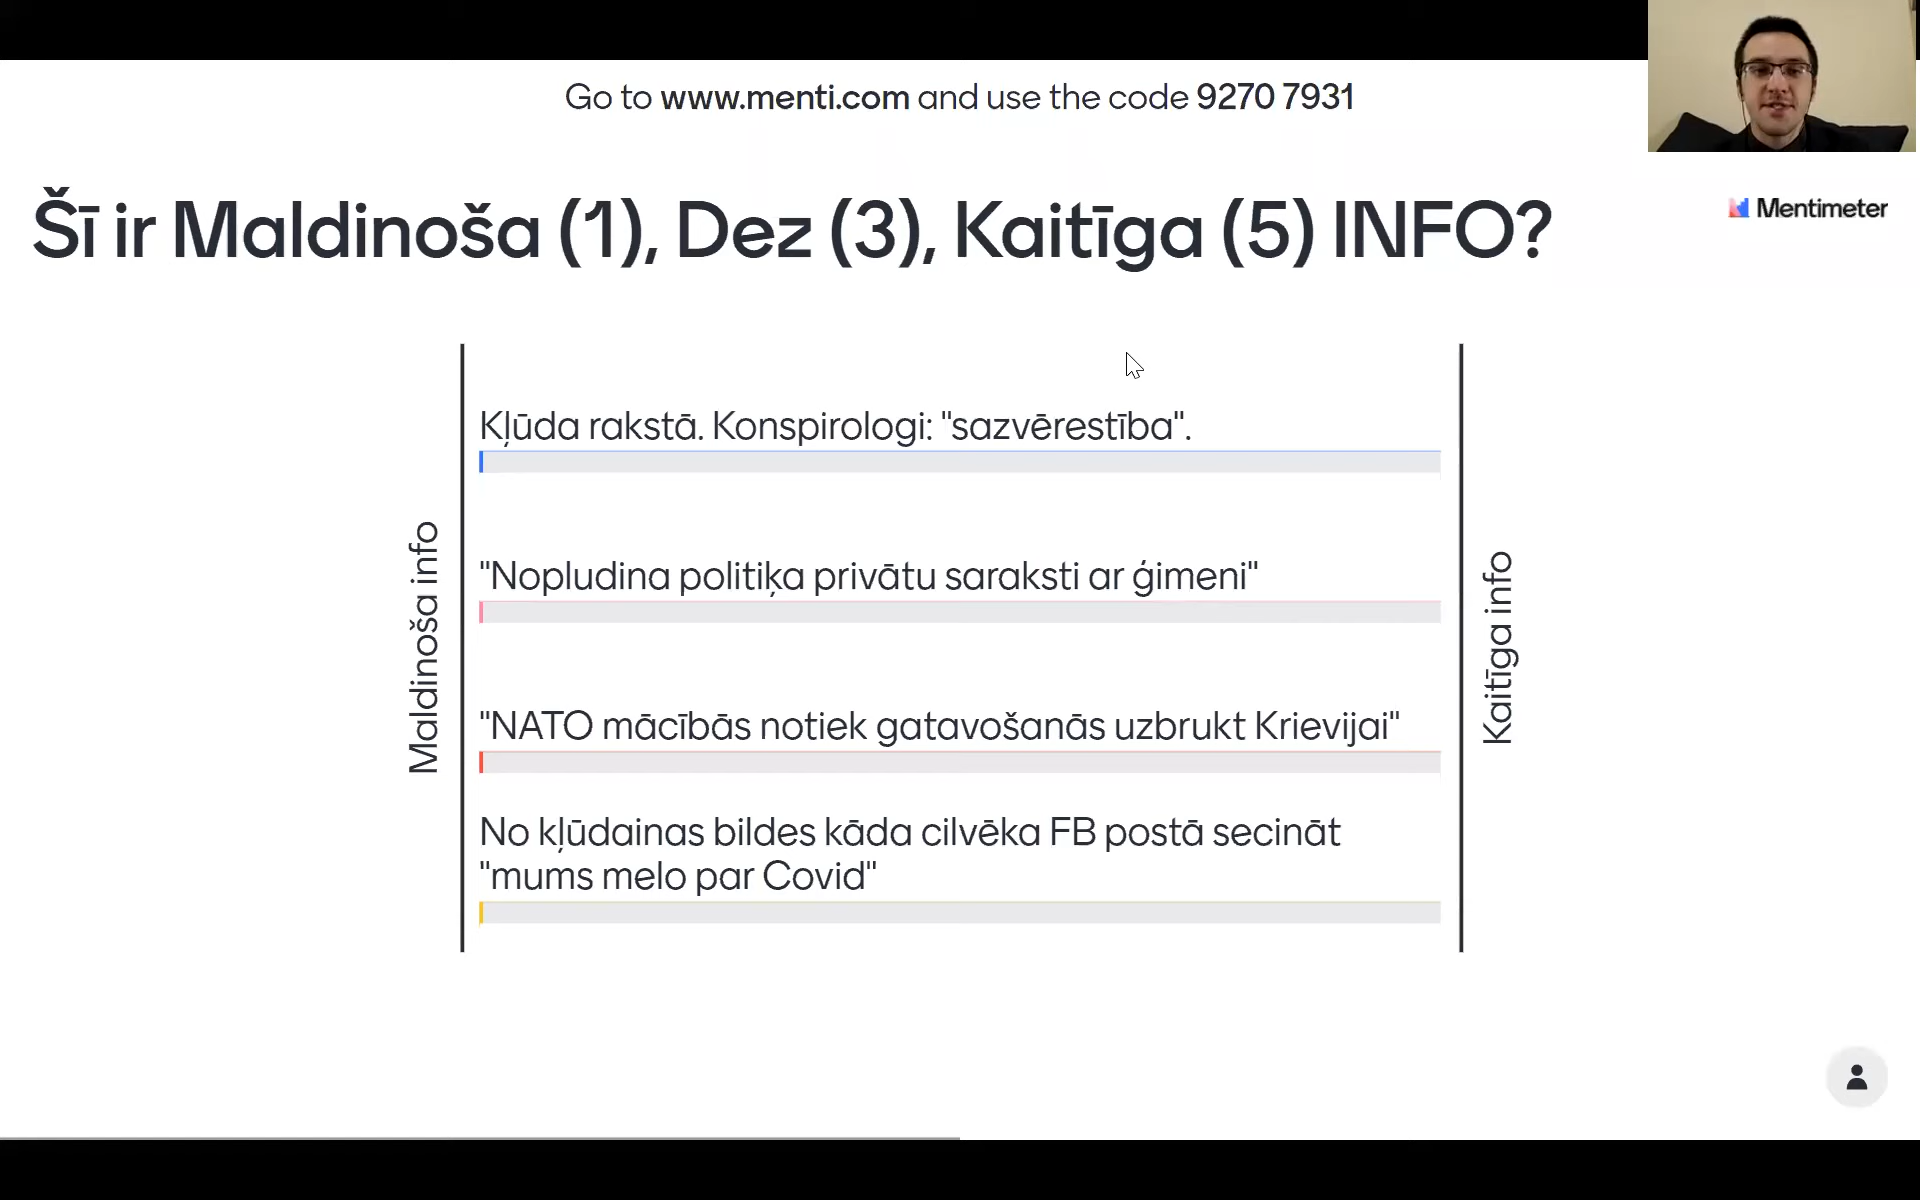 Go to www.menti.com and use the code 9270 7931
Šī ir Maldinoša (1), Dez (3), Kaitīga (5) INFO?
Mentimeter
Maldinoša info
Kļūda rakstā. Konspirologi: "sazvērestība".
"Nopludina politiķa privātu saraksti ar ģimeni"
"NATO mācībās notiek gatavošanās uzbrukt Krievijai"
No kļūdainas bildes kāda cilvēka FB postā secināt
"mums melo par Covid"
Kaitīga info